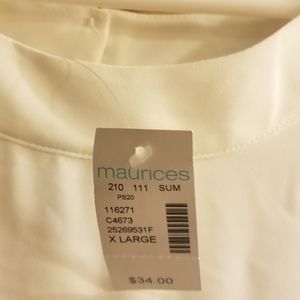 maurices
210 111 SUM
PS20
116271
C4673
25269531F
X LARGE
$34.00